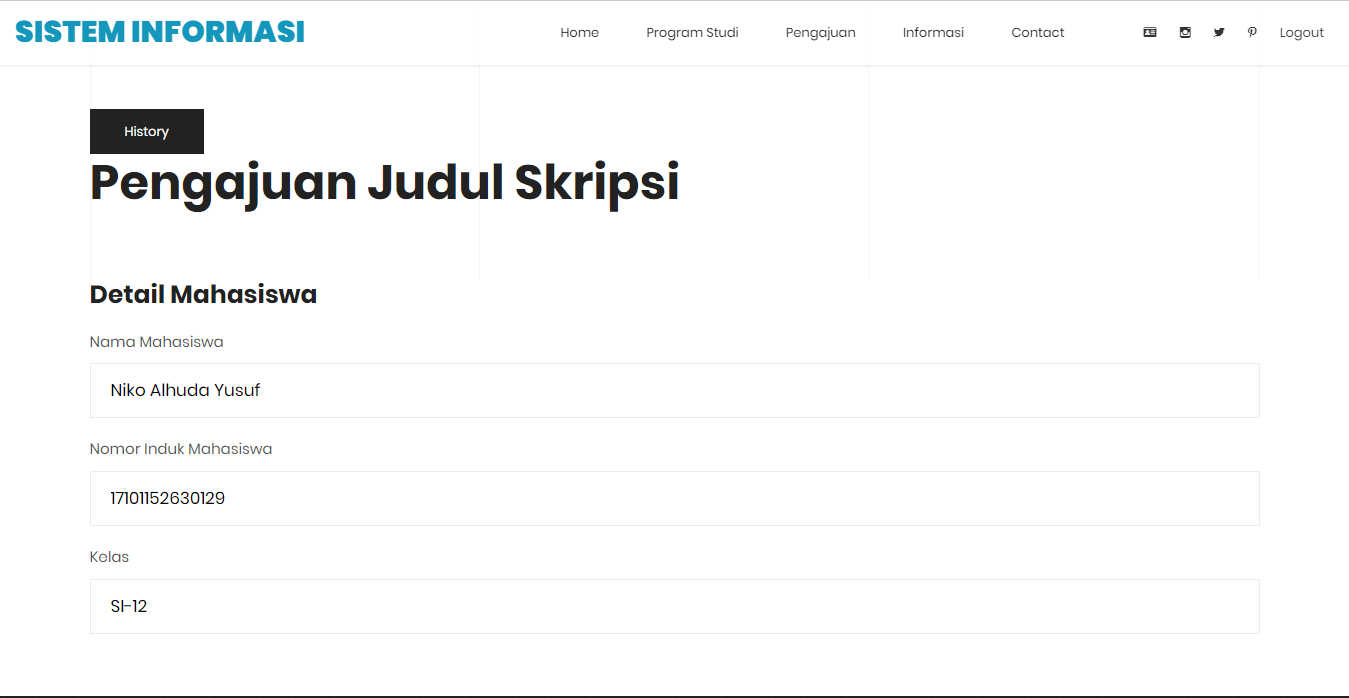 SISTEM INFORMASI
Home Program Studi Pengajuan Informasi Contact Logout
History
Pengajuan Judul Skripsi
Detail Mahasiswa
Nama Mahasiswa
Niko Alhuda Yusuf
Nomor Induk Mahasiswa
17101152630129
Kelas
SI-12